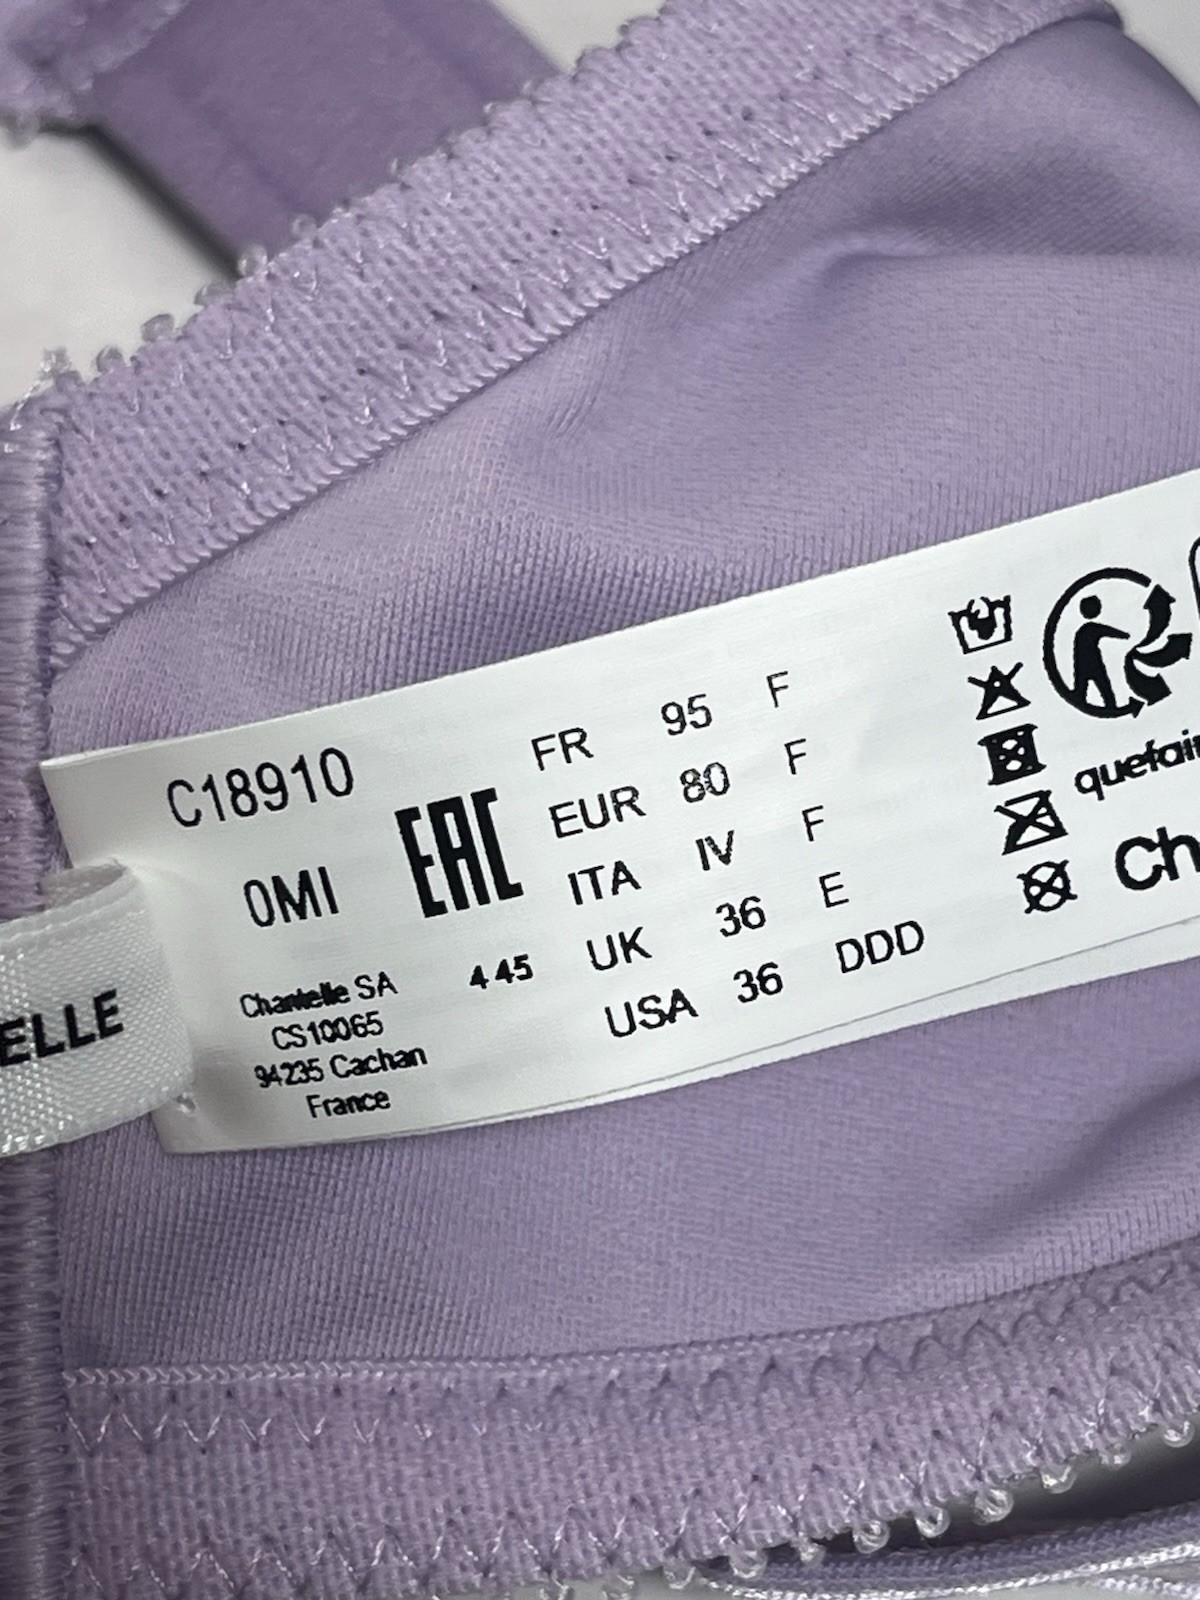 C18910
0MI
EAC
Chantelle SA
CS10065
94235 Cachan
France
4 45
FR 95 F
EUR 80 F
ITA IV F
UK 36 E
USA 36 DDD
quefair
Ch
ELLE